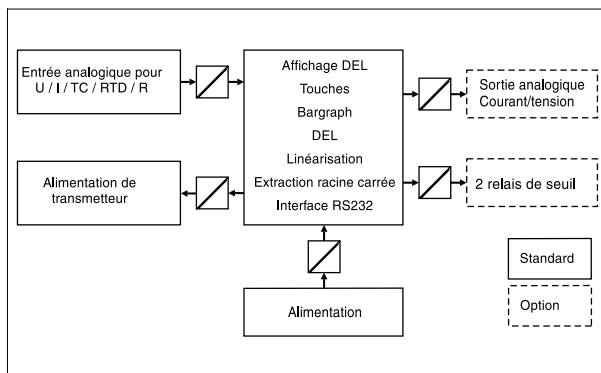 Entrée analogique pour
U / I / TC / RTD / R
Alimentation de
transmetteur
Affichage DEL
Touches
Bargraph
DEL
Linéarisation
Extraction racine carrée
Interface RS232
Alimentation
Sortie analogique
Courant/tension
2 relais de seuil
Standard
Option